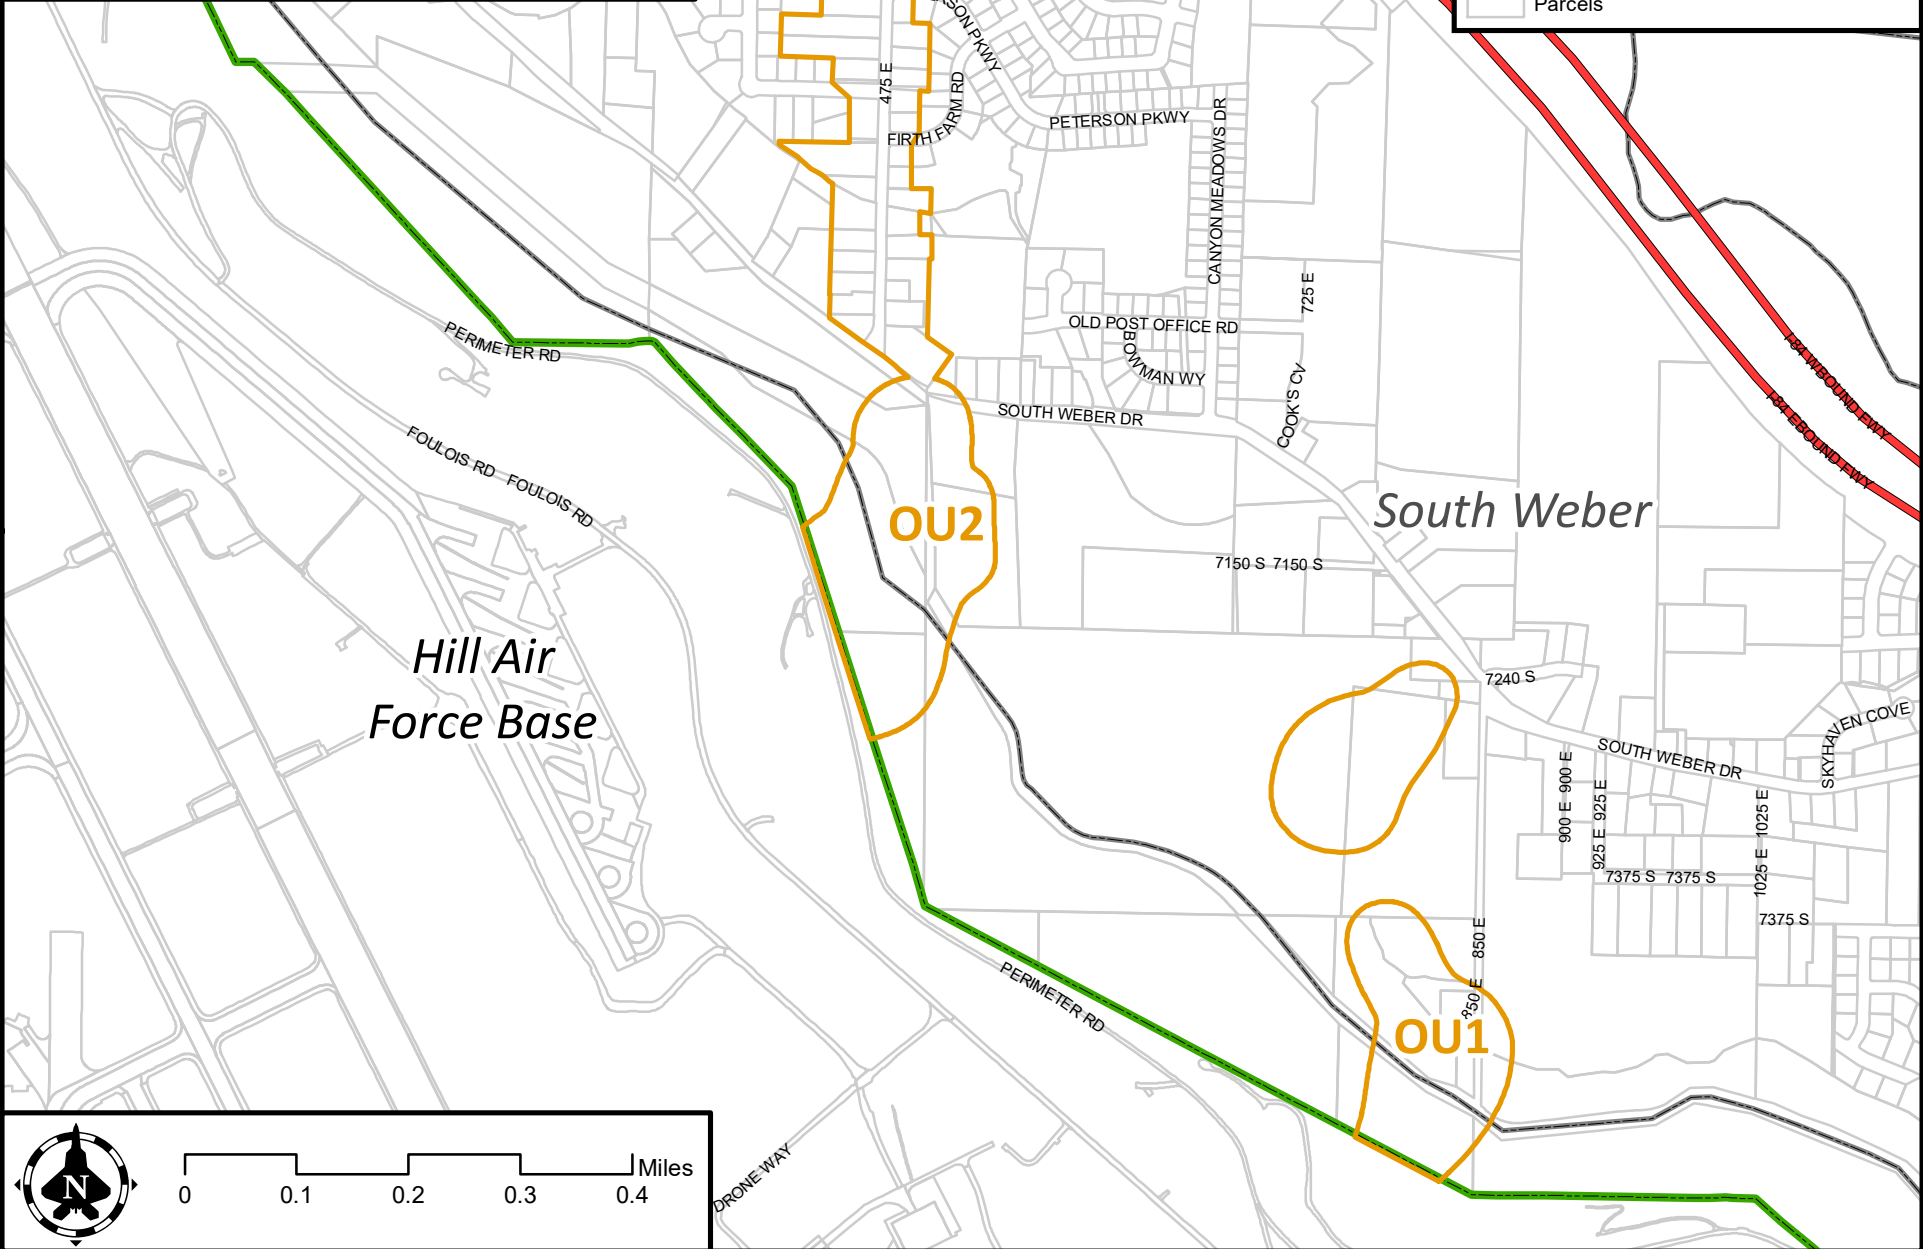 Parcels
SON PKWY
475 E
FIRTH FARM RD
PETERSON PKWY
CANYON MEADOWS DR
725 E
OLD POST OFFICE RD
BOWMAN WY
COOK'S CV
SOUTH WEBER DR
I-84 WBOUND FWY
I-84 EBOUND FWY
PERIMETER RD
FOULOIS RD
FOULOIS RD
OU2
South Weber
7150 S
7150 S
Hill Air
Force Base
7240 S
SKYHAVEN COVE
SOUTH WEBER DR
900 E
900 E
925 E
925 E
1025 E
1025 E
7375 S
7375 S
7375 S
850 E
850 E
PERIMETER RD
OU1
DRONE WAY
N
Miles
0 0.1 0.2 0.3 0.4